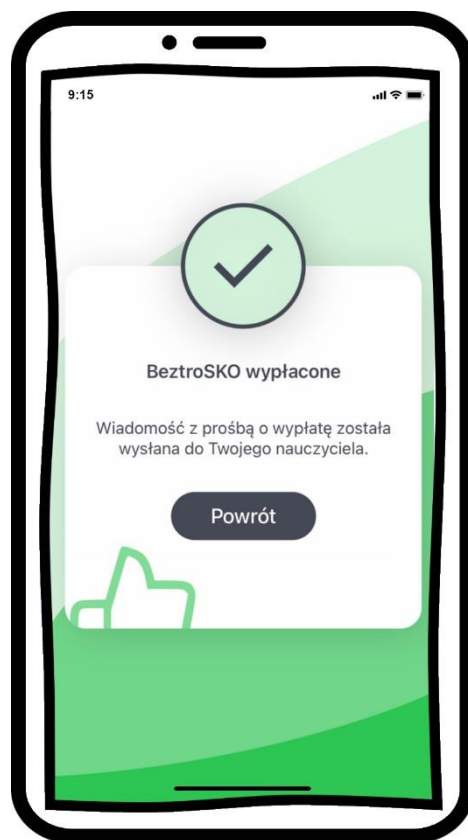 9:15
BeztroSKO wypłacone
Wiadomość z prośbą o wypłatę została
wysłana do Twojego nauczyciela.
Powrót